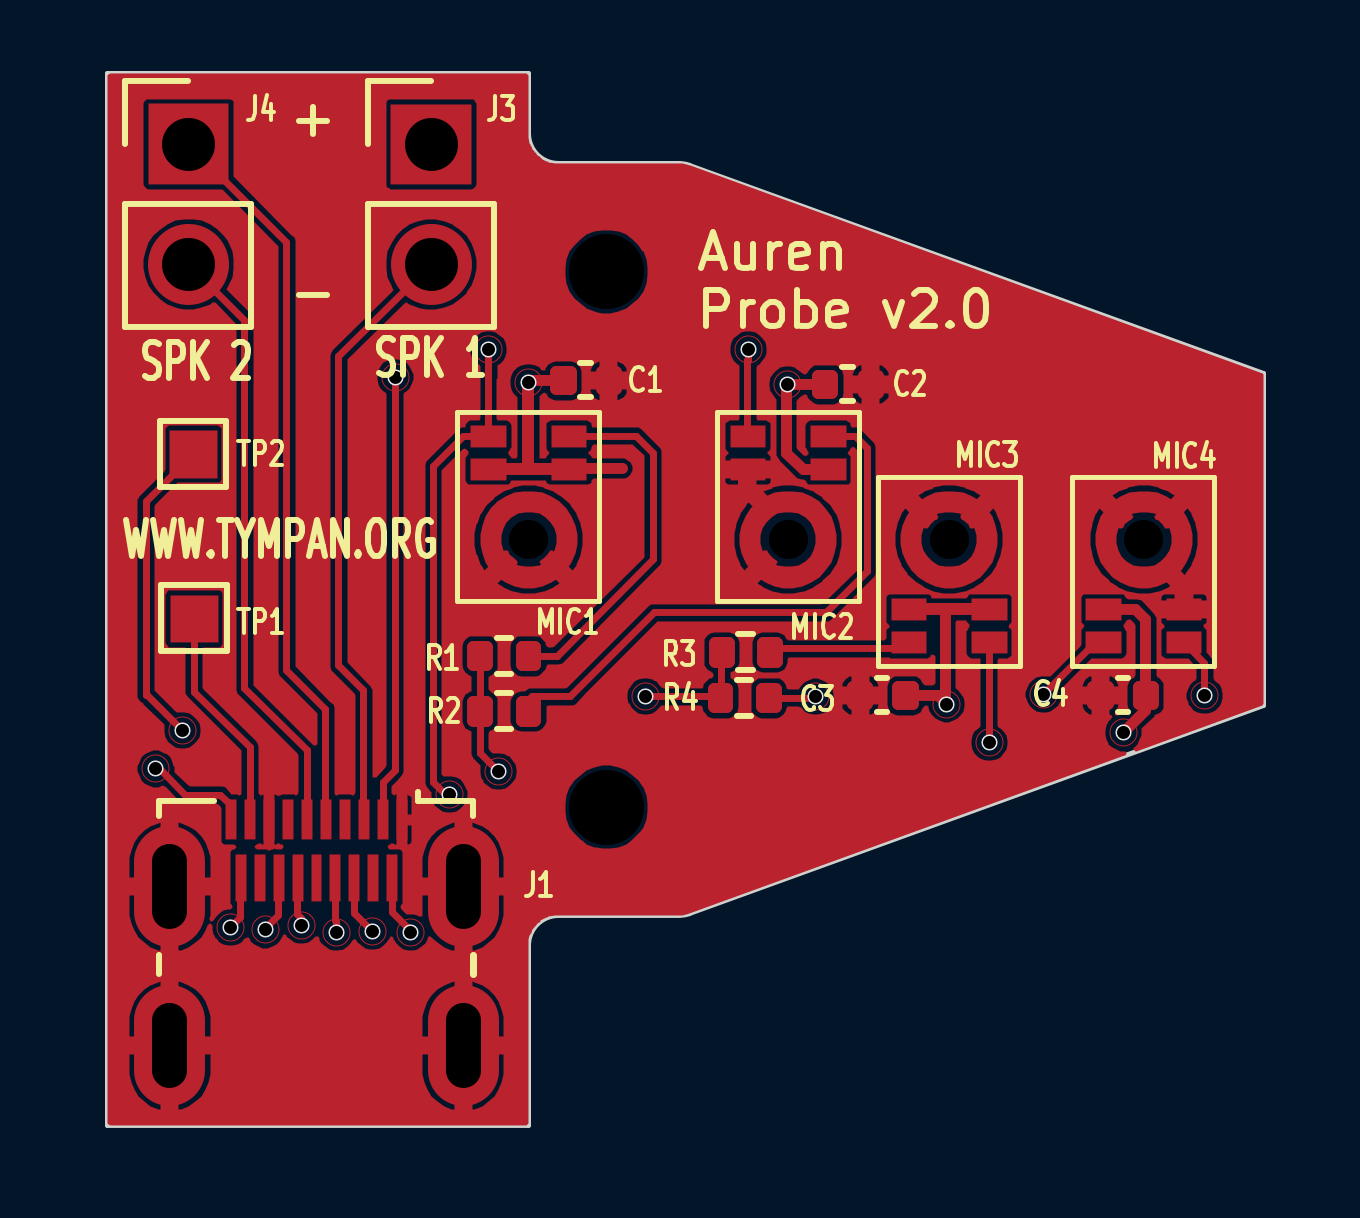 J4
+
J3
Auren
Probe v2.0
-
SPK 2
SPK 1
C1
C2
TP2
MIC3
MIC4
WWW.TYMPAN.ORG
TP1
MIC1
MIC2
R1
R3
R2
R4
C3
C4
J1